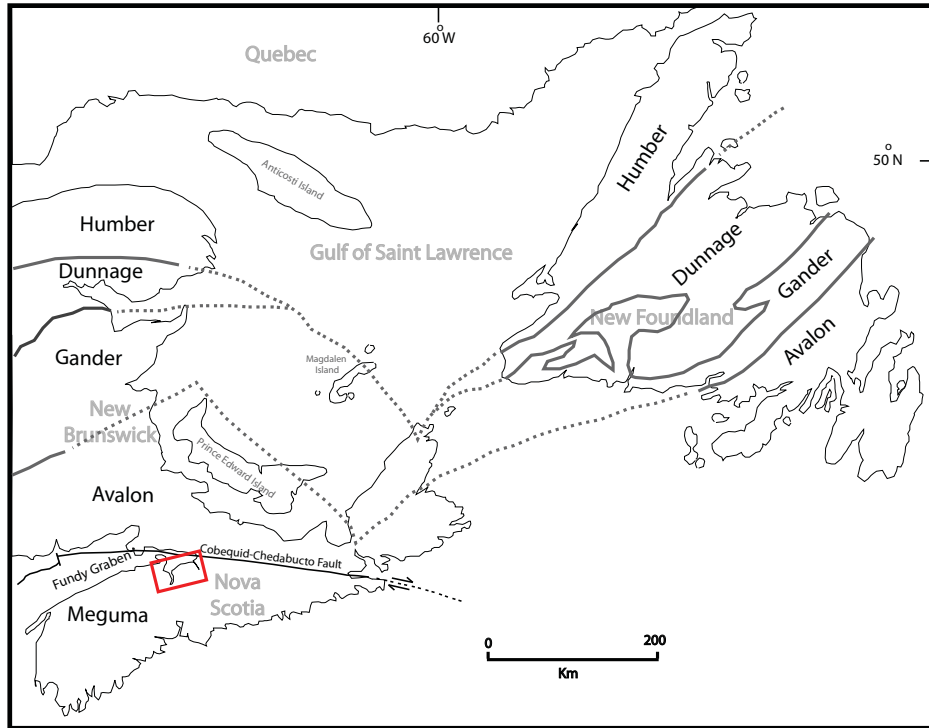 60 W
o
Quebec
50 N
o
Humber
Anticosti Island
Humber
Gulf of Saint Lawrence
Dunnage
Dunnage
Gander
New Foundland
Gander
Magdalen
Island
Avalon
New
Brunswick
Prince Edward Island
Avalon
Cobequid-Chedabucto Fault
Fundy Graben
Nova
Scotia
Meguma
0
200
Km